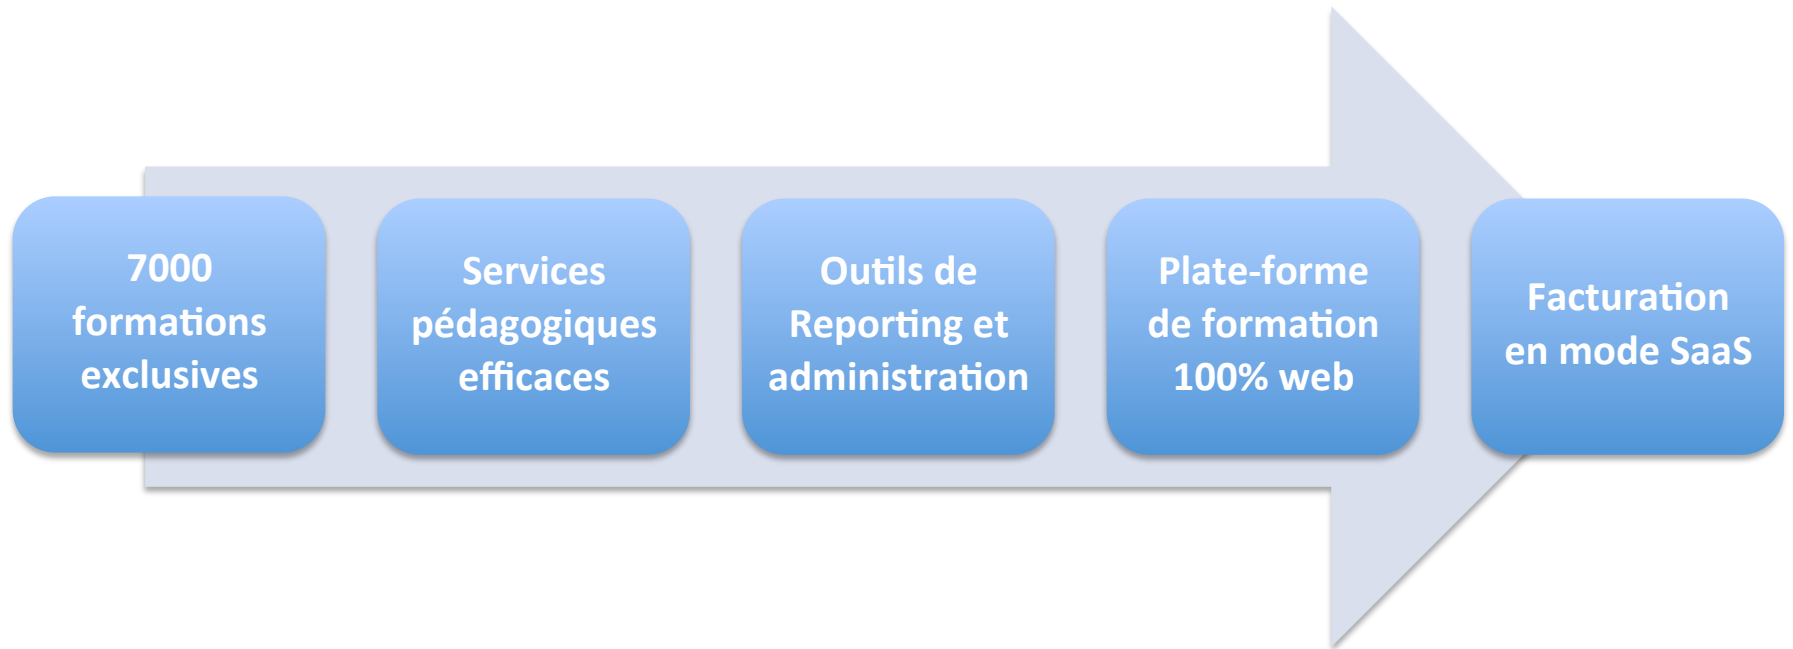 7000
formations
exclusives
Services
pédagogiques
efficaces
Outils de
Reporting et
administration
Plate-forme
de formation
100% web
Facturation
en mode SaaS